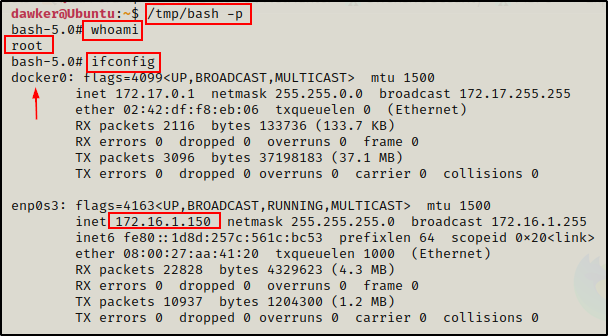 dawker@Ubuntu:~$ /tmp/bash -p
bash-5.0# whoami
root
bash-5.0# ifconfig
docker0: flags=4099<UP,BROADCAST,MULTICAST>  mtu 1500
        inet 172.17.0.1  netmask 255.255.0.0  broadcast 172.17.255.255
        ether 02:42:df:f8:eb:06  txqueuelen 0  (Ethernet)
        RX packets 2116  bytes 133736 (133.7 KB)
        RX errors 0  dropped 0  overruns 0  frame 0
        TX packets 3096  bytes 37198183 (37.1 MB)
        TX errors 0  dropped 0 overruns 0  carrier 0  collisions 0

enp0s3: flags=4163<UP,BROADCAST,RUNNING,MULTICAST>  mtu 1500
        inet 172.16.1.150  netmask 255.255.255.0  broadcast 172.16.1.255
        inet6 fe80::1d8d:257c:561c:bc53  prefixlen 64  scopeid 0×20<link>
        ether 08:00:27:aa:41:20  txqueuelen 1000  (Ethernet)
        RX packets 22828  bytes 4329623 (4.3 MB)
        RX errors 0  dropped 0  overruns 0  frame 0
        TX packets 10937  bytes 1204300 (1.2 MB)
        TX errors 0  dropped 0 overruns 0  carrier 0  collisions 0